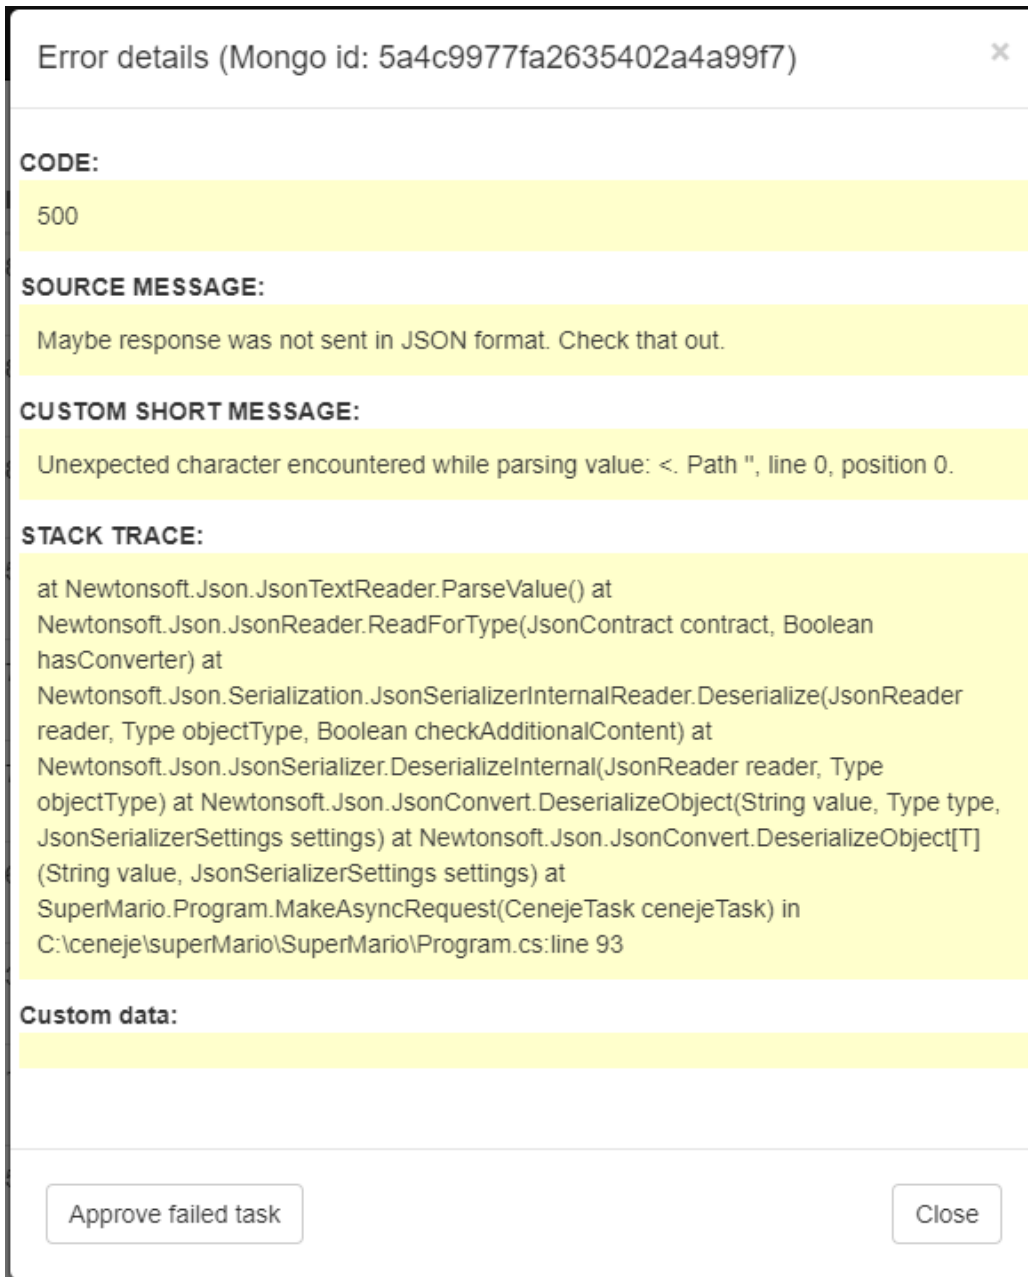 Error details (Mongo id: 5a4c9977fa2635402a4a99f7)
×
CODE:
500
SOURCE MESSAGE:
Maybe response was not sent in JSON format. Check that out.
CUSTOM SHORT MESSAGE:
Unexpected character encountered while parsing value: <. Path '', line 0, position 0.
STACK TRACE:
at Newtonsoft.Json.JsonTextReader.ParseValue() at
Newtonsoft.Json.JsonReader.ReadForType(JsonContract contract, Boolean
hasConverter) at
Newtonsoft.Json.Serialization.JsonSerializerInternalReader.Deserialize(JsonReader
reader, Type objectType, Boolean checkAdditionalContent) at
Newtonsoft.Json.JsonSerializer.DeserializeInternal(JsonReader reader, Type
objectType) at Newtonsoft.Json.JsonConvert.DeserializeObject(String value, Type type,
JsonSerializerSettings settings) at Newtonsoft.Json.JsonConvert.DeserializeObject[T]
(String value, JsonSerializerSettings settings) at
SuperMario.Program.MakeAsyncRequest(CenejeTask cenejeTask) in
C:\ceneje\superMario\SuperMario\Program.cs:line 93
Custom data:
Approve failed task
Close